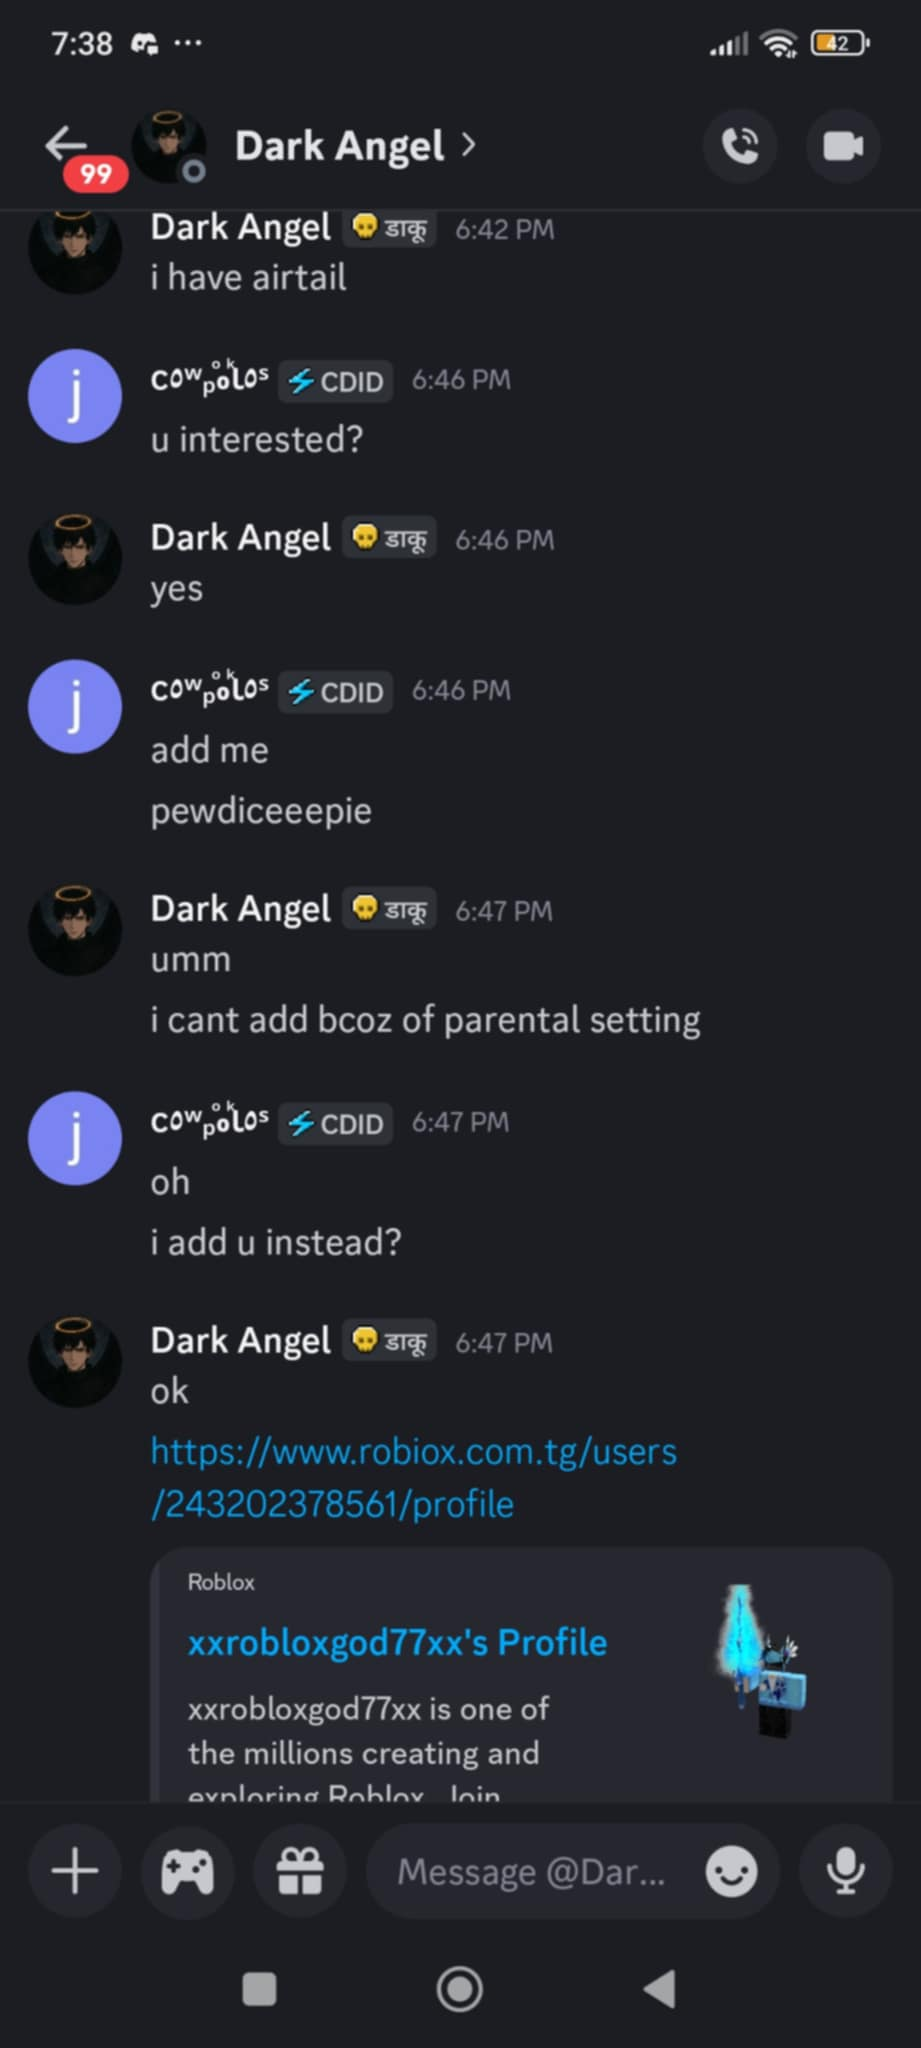 7:38 ...
42
99
Dark Angel >
Dark Angel 💀 डाकू 6:42 PM
i have airtail
j
cowpokolos ⚡ CDID 6:46 PM
u interested?
Dark Angel 💀 डाकू 6:46 PM
yes
j
cowpokolos ⚡ CDID 6:46 PM
add me
pewdiceeepie
Dark Angel 💀 डाकू 6:47 PM
umm
i cant add bcoz of parental setting
j
cowpokolos ⚡ CDID 6:47 PM
oh
i add u instead?
Dark Angel 💀 डाकू 6:47 PM
ok
https://www.robiox.com.tg/users
/243202378561/profile
Roblox
xxrobloxgod77xx's Profile
xxrobloxgod77xx is one of
the millions creating and
exploring Roblox. Join
Message @Dar...